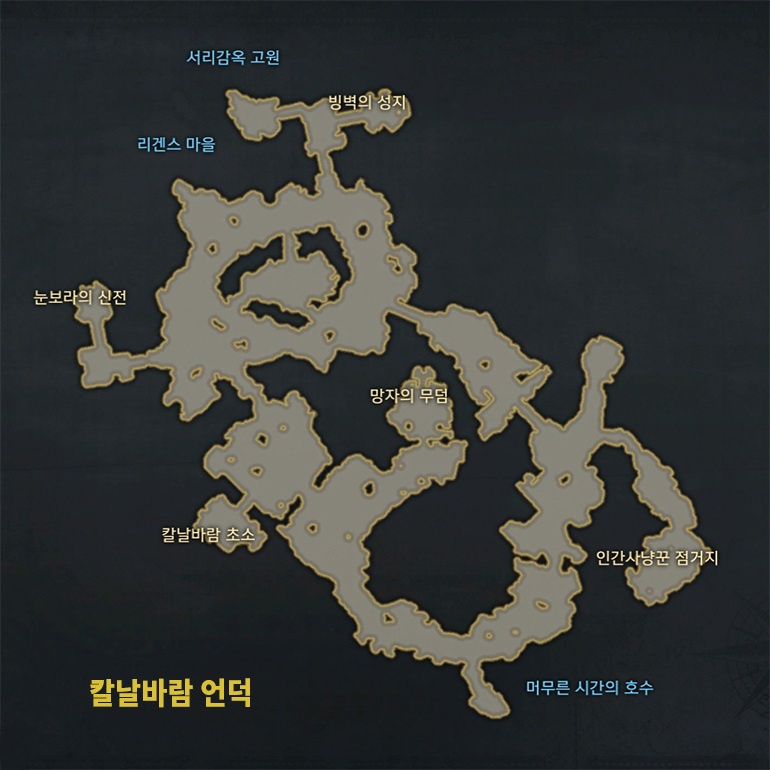 서리감옥 고원
빙벽의 성지
리겐스 마을
눈보라의 신전
망자의 무덤
칼날바람 초소
인간사냥꾼 점거지
머무른 시간의 호수
칼날바람 언덕